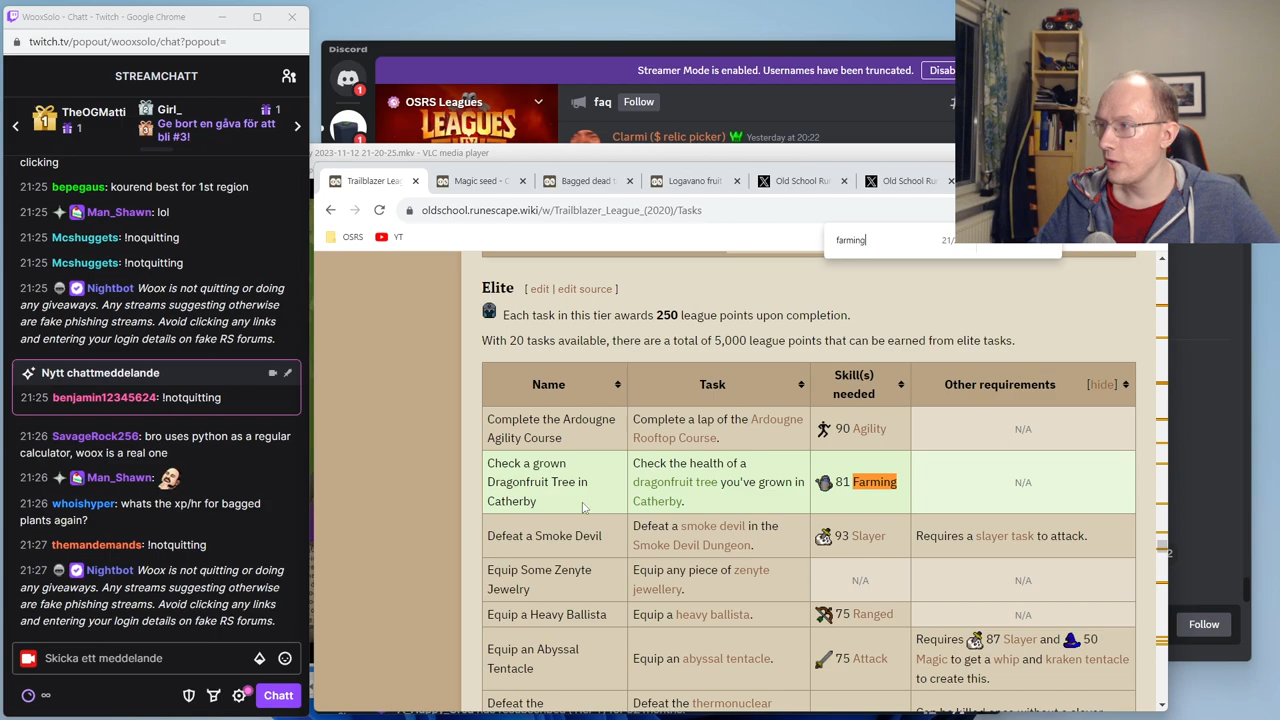 WooxSolo - Chatt - Twitch - Google Chrome
twitch.tv/popout/wooxsolo/chat?popout=
STREAMCHATT
TheOGMatti
1
Girl_
1
Ge bort en gåva för att
bli #3!
clicking
21:25 bepegaus: kourend best for 1st region
21:25 Man_Shawn: lol
21:25 Mcshuggets: !notquitting
21:25 Mcshuggets: !notquitting
21:25 Nightbot: Woox is not quitting or doing
any giveaways. Any streams suggesting otherwise
are fake phishing streams. Avoid clicking any links
and entering your login details on fake RS forums.
Nytt chattmeddelande
21:25 benjamin12345624: !notquitting
21:26 SavageRock256: bro uses python as a regular
calculator, woox is a real one
21:26 Man_Shawn:
21:26 whoishyper: whats the xp/hr for bagged
plants again?
21:27 themandemands: !notquitting
21:27 Nightbot: Woox is not quitting or doing
any giveaways. Any streams suggesting otherwise
are fake phishing streams. Avoid clicking any links
and entering your login details on fake RS forums.
Skicka ett meddelande
∞
Chatt
Discord
Streamer Mode is enabled. Usernames have been truncated.
Disab
OSRS Leagues
LEAGUES
faq
Follow
Clarmi ($ relic picker)
Yesterday at 20:22
2023-11-12 21-20-25.mkv - VLC media player
Trailblazer Lea
Magic seed - O
Bagged dead t
Logavano fruit
Old School Run
Old School Run
oldschool.runescape.wiki/w/Trailblazer_League_(2020)/Tasks
OSRS
YT
farming
21/
Elite [ edit | edit source ]
Each task in this tier awards 250 league points upon completion.
With 20 tasks available, there are a total of 5,000 league points that can be earned from elite tasks.
Name
Task
Skill(s)
needed
Other requirements
[hide]
Complete the Ardougne
Agility Course
Complete a lap of the Ardougne
Rooftop Course.
90 Agility
N/A
Check a grown
Dragonfruit Tree in
Catherby
Check the health of a
dragonfruit tree you've grown in
Catherby.
81 Farming
N/A
Defeat a Smoke Devil
Defeat a smoke devil in the
Smoke Devil Dungeon.
93 Slayer
Requires a slayer task to attack.
Equip Some Zenyte
Jewelry
Equip any piece of zenyte
jewellery.
N/A
N/A
Equip a Heavy Ballista
Equip a heavy ballista.
75 Ranged
N/A
Equip an Abyssal
Tentacle
Equip an abyssal tentacle.
75 Attack
Requires 87 Slayer and 50
Magic to get a whip and kraken tentacle
to create this.
Defeat the
Defeat the thermonuclear
Follow